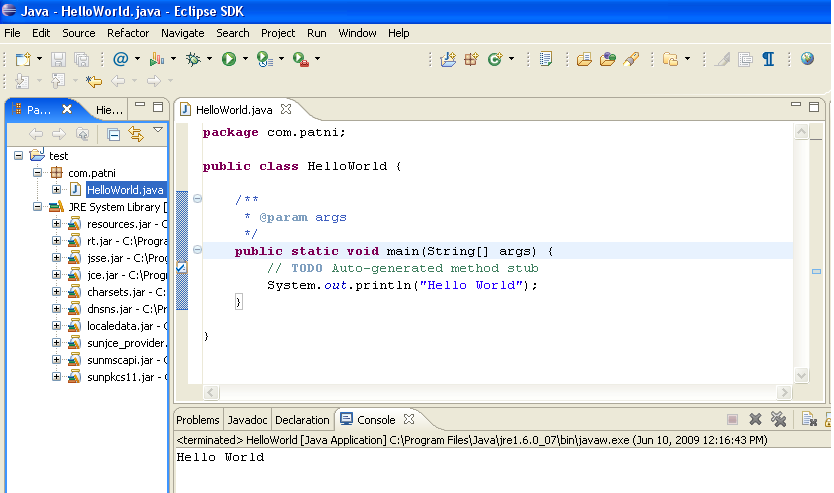 Java - HelloWorld.java - Eclipse SDK
File Edit Source Refactor Navigate Search Project Run Window Help
Pa... Hie...
test
com.patni
HelloWorld.java
JRE System Library [
resources.jar - C:\Progr
rt.jar - C:\Progra
jsse.jar - C:\Prog
jce.jar - C:\Progr
charsets.jar - C:\
dnsns.jar - C:\Pr
localedata.jar - C
sunjce_provider.
sunmscapi.jar - C
sunpkcs11.jar - C
HelloWorld.java
package com.patni;
public class HelloWorld {
/**
* @param args
*/
public static void main(String[] args) {
// TODO Auto-generated method stub
System.out.println("Hello World");
}
}
Problems Javadoc Declaration Console
<terminated> HelloWorld [Java Application] C:\Program Files\Java\jre1.6.0_07\bin\javaw.exe (Jun 10, 2009 12:16:43 PM)
Hello World